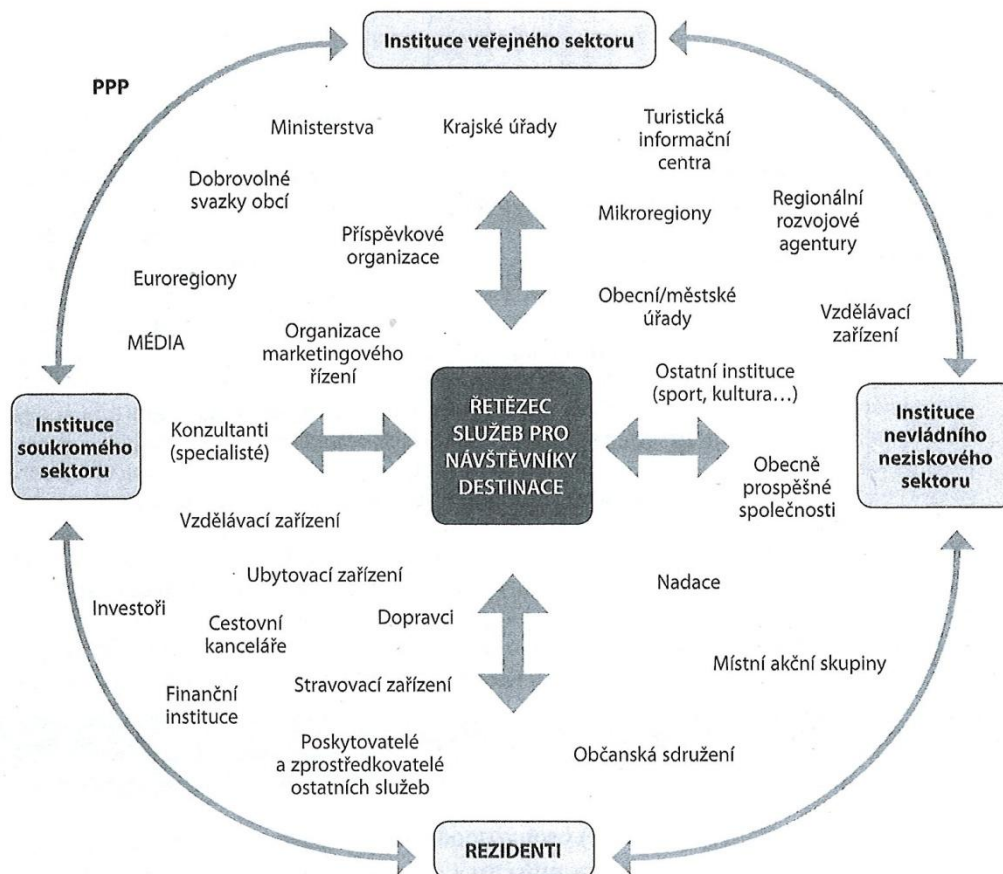 Instituce veřejného sektoru
PPP
Ministerstva
Krajské úřady
Turistická
informační
centra
Dobrovolné
svazky obcí
Mikroregiony
Regionální
rozvojové
agentury
Příspěvkové
organizace
Euroregiony
Obecní/městské
úřady
Vzdělávací
zařízení
MÉDIA
Organizace
marketingového
řízení
Ostatní instituce
(sport, kultura...)
Instituce
soukromého
sektoru
Konzultanti
(specialisté)
ŘETĚZEC
SLUŽEB PRO
NÁVŠTĚVNÍKY
DESTINACE
Instituce
nevládního
neziskového
sektoru
Obecně
prospěšné
společnosti
Vzdělávací zařízení
Ubytovací zařízení
Nadace
Investoři
Cestovní
kanceláře
Dopravci
Místní akční skupiny
Finanční
instituce
Stravovací zařízení
Poskytovatelé
a zprostředkovatelé
ostatních služeb
Občanská sdružení
REZIDENTI